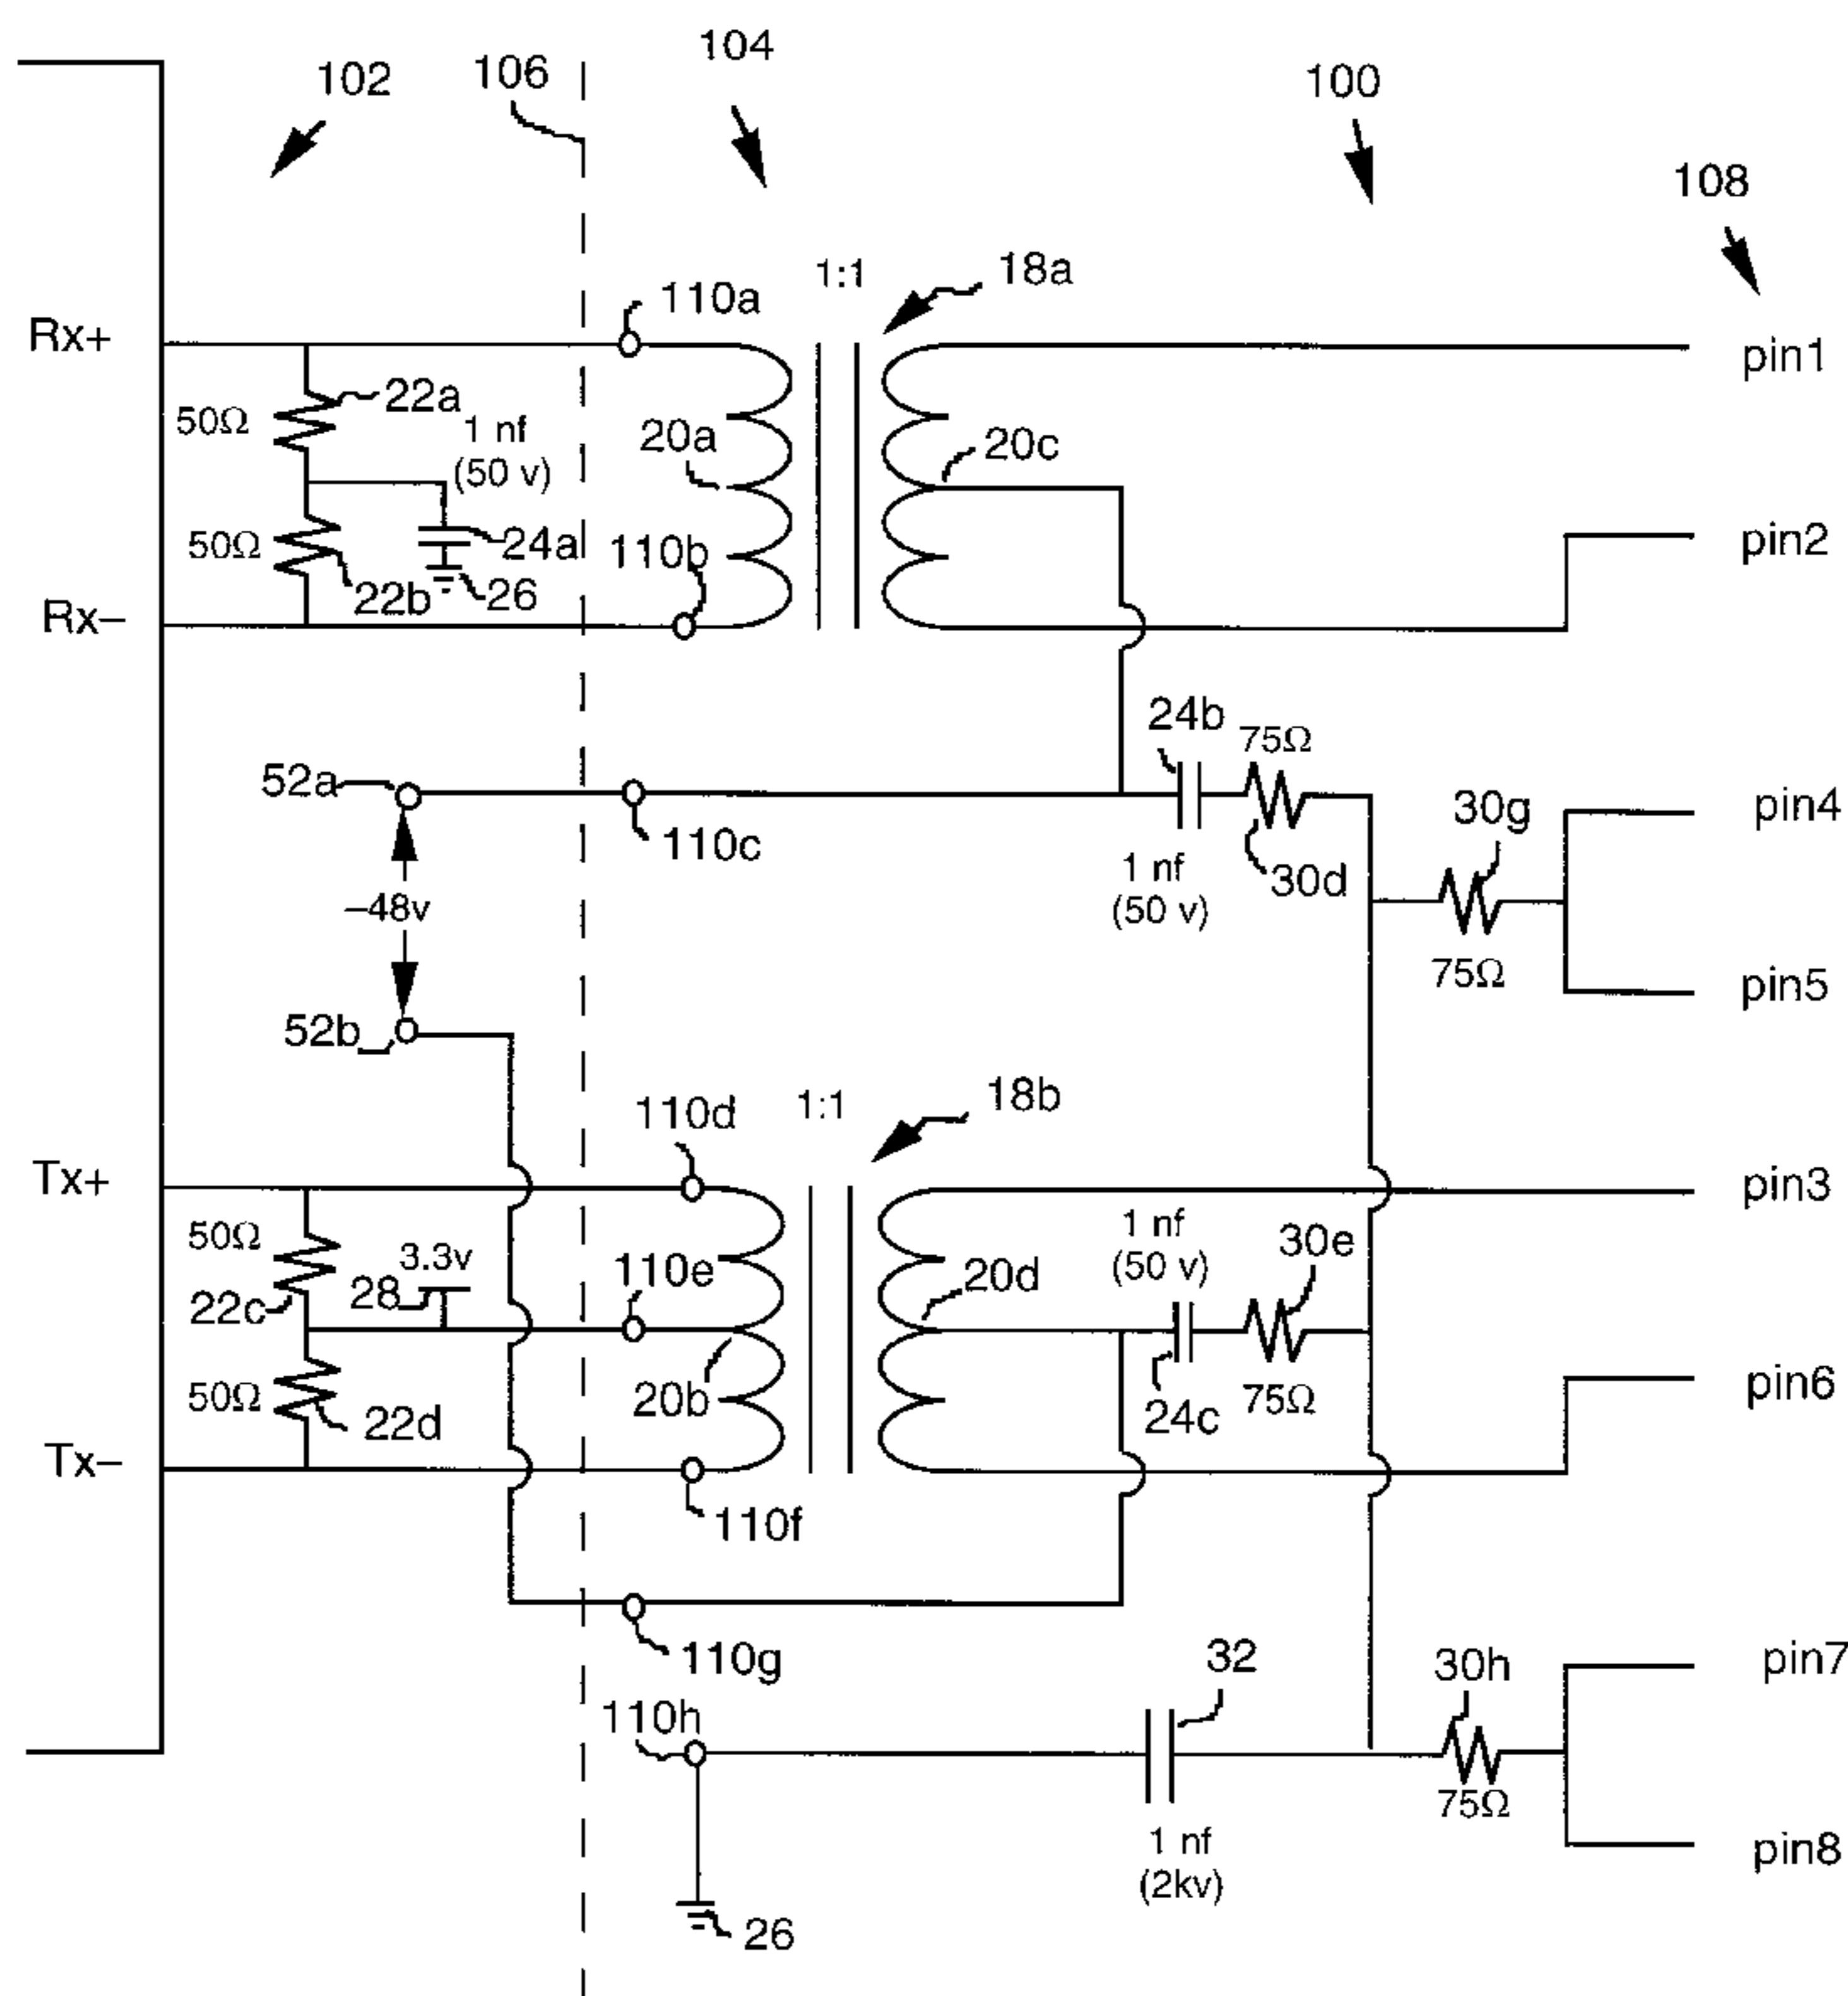 104
106
102
100
108
1:1
18a
110a
Rx+
pin1
22a
50Ω
1 nf
(50 v)
20a
20c
50Ω
24a
110b
pin2
22b
26
Rx–
24b
75Ω
52a
30g
pin4
110c
1 nf
(50 v)
30d
–48v
75Ω
pin5
52b
110d
1:1
18b
Tx+
pin3
50Ω
3.3v
1 nf
(50 v)
30e
28
22c
110e
20d
50Ω
20b
24c
75Ω
pin6
22d
Tx–
110f
110g
32
30h
pin7
110h
75Ω
1 nf
(2kv)
pin8
26